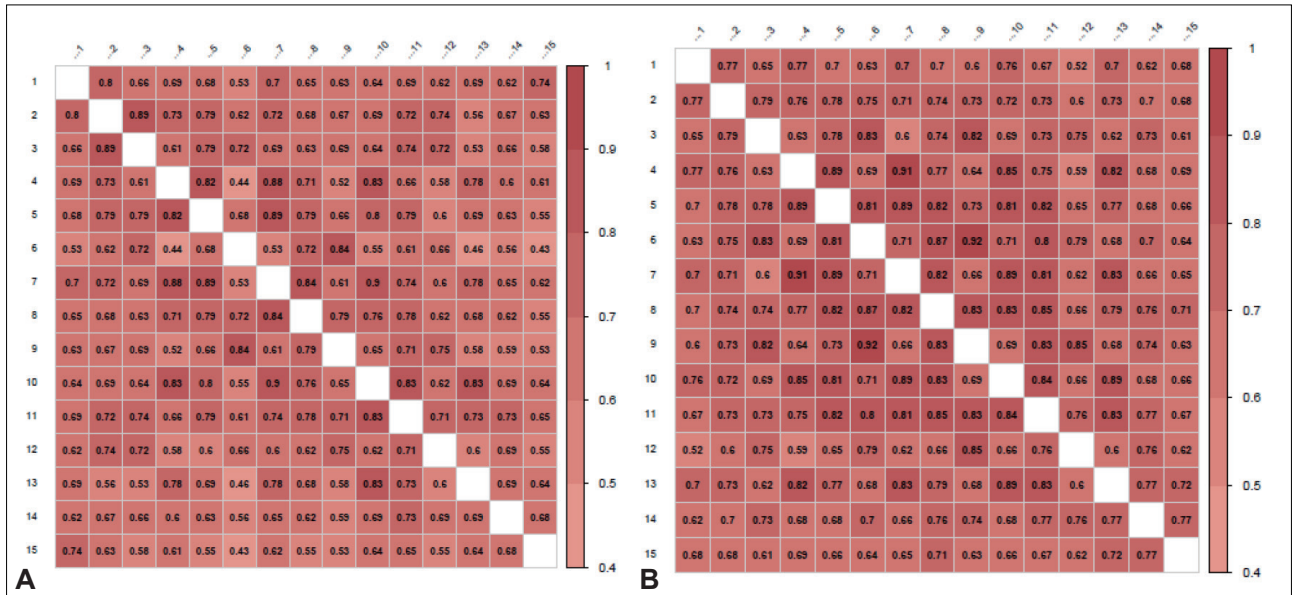 ...1 ...2 ...3 ...4 ...5 ...6 ...7 ...8 ...9 ...10 ...11 ...12 ...13 ...14 ...15
1 0.8 0.66 0.69 0.68 0.53 0.7 0.65 0.63 0.64 0.69 0.62 0.69 0.62 0.74
2 0.8 0.89 0.73 0.79 0.62 0.72 0.68 0.67 0.69 0.72 0.74 0.56 0.67 0.63
3 0.66 0.89 0.61 0.79 0.72 0.69 0.63 0.69 0.64 0.74 0.72 0.53 0.66 0.58
4 0.69 0.73 0.61 0.82 0.44 0.88 0.71 0.52 0.83 0.66 0.58 0.78 0.6 0.61
5 0.68 0.79 0.79 0.82 0.68 0.89 0.79 0.66 0.8 0.79 0.6 0.69 0.63 0.55
6 0.53 0.62 0.72 0.44 0.68 0.53 0.72 0.84 0.55 0.61 0.66 0.46 0.56 0.43
7 0.7 0.72 0.69 0.88 0.89 0.53 0.84 0.61 0.9 0.74 0.6 0.78 0.65 0.62
8 0.65 0.68 0.63 0.71 0.79 0.72 0.84 0.79 0.76 0.78 0.62 0.68 0.62 0.55
9 0.63 0.67 0.69 0.52 0.66 0.84 0.61 0.79 0.65 0.71 0.75 0.58 0.59 0.53
10 0.64 0.69 0.64 0.83 0.8 0.55 0.9 0.76 0.65 0.83 0.62 0.83 0.69 0.64
11 0.69 0.72 0.74 0.66 0.79 0.61 0.74 0.78 0.71 0.83 0.71 0.73 0.73 0.65
12 0.62 0.74 0.72 0.58 0.6 0.66 0.6 0.62 0.75 0.62 0.71 0.6 0.69 0.55
13 0.69 0.56 0.53 0.78 0.69 0.46 0.78 0.68 0.58 0.83 0.73 0.6 0.69 0.64
14 0.62 0.67 0.66 0.6 0.63 0.56 0.65 0.62 0.59 0.69 0.73 0.69 0.69 0.68
15 0.74 0.63 0.58 0.61 0.55 0.43 0.62 0.55 0.53 0.64 0.65 0.55 0.64 0.68
1
0.9
0.8
0.7
0.6
0.5
0.4
A
...1 ...2 ...3 ...4 ...5 ...6 ...7 ...8 ...9 ...10 ...11 ...12 ...13 ...14 ...15
1 0.77 0.65 0.77 0.7 0.63 0.7 0.7 0.6 0.76 0.67 0.52 0.7 0.62 0.68
2 0.77 0.79 0.76 0.78 0.75 0.71 0.74 0.73 0.72 0.73 0.6 0.73 0.7 0.68
3 0.65 0.79 0.63 0.78 0.83 0.6 0.74 0.82 0.69 0.73 0.75 0.62 0.73 0.61
4 0.77 0.76 0.63 0.89 0.69 0.91 0.77 0.64 0.85 0.75 0.59 0.82 0.68 0.69
5 0.7 0.78 0.78 0.89 0.81 0.89 0.82 0.73 0.81 0.82 0.65 0.77 0.68 0.66
6 0.63 0.75 0.83 0.69 0.81 0.71 0.87 0.92 0.71 0.8 0.79 0.68 0.7 0.64
7 0.7 0.71 0.6 0.91 0.89 0.71 0.82 0.66 0.89 0.81 0.62 0.83 0.66 0.65
8 0.7 0.74 0.74 0.77 0.82 0.87 0.82 0.83 0.83 0.85 0.66 0.79 0.76 0.71
9 0.6 0.73 0.82 0.64 0.73 0.92 0.66 0.83 0.69 0.83 0.85 0.68 0.74 0.63
10 0.76 0.72 0.69 0.85 0.81 0.71 0.89 0.83 0.69 0.84 0.66 0.89 0.68 0.66
11 0.67 0.73 0.73 0.75 0.82 0.8 0.81 0.85 0.83 0.84 0.76 0.83 0.77 0.67
12 0.52 0.6 0.75 0.59 0.65 0.79 0.62 0.66 0.85 0.66 0.76 0.6 0.76 0.62
13 0.7 0.73 0.62 0.82 0.77 0.68 0.83 0.79 0.68 0.89 0.83 0.6 0.77 0.72
14 0.62 0.7 0.73 0.68 0.68 0.7 0.66 0.76 0.74 0.68 0.77 0.76 0.77 0.77
15 0.68 0.68 0.61 0.69 0.66 0.64 0.65 0.71 0.63 0.66 0.67 0.62 0.72 0.77
1
0.9
0.8
0.7
0.6
0.5
0.4
B